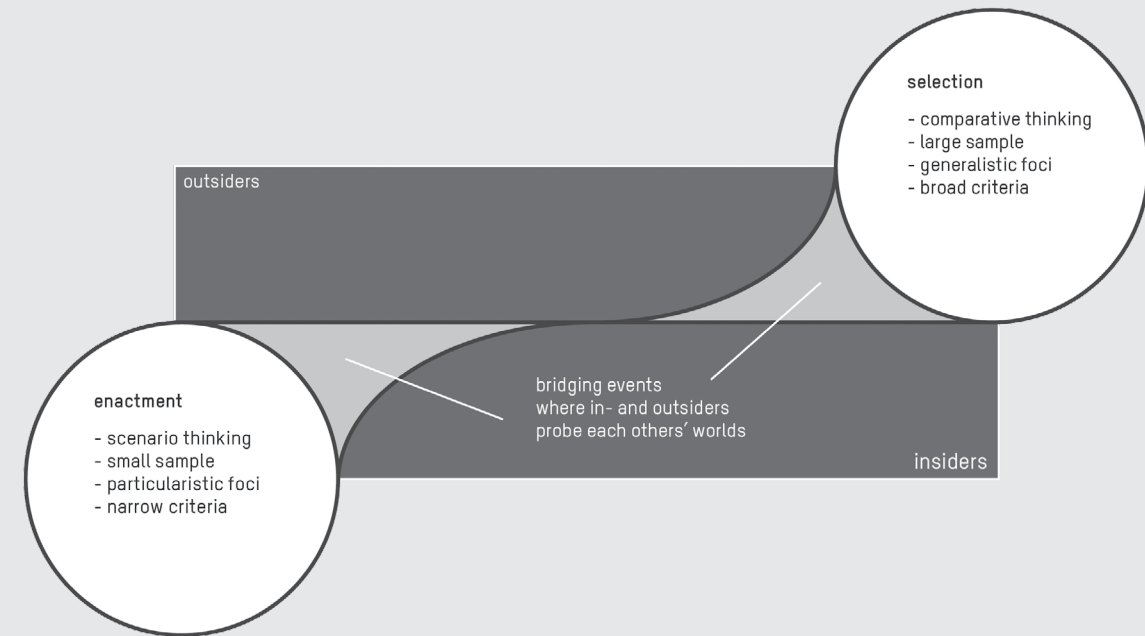 selection
- comparative thinking
- large sample
- generalistic foci
- broad criteria
outsiders
bridging events
where in- and outsiders
probe each others’ worlds
insiders
enactment
- scenario thinking
- small sample
- particularistic foci
- narrow criteria